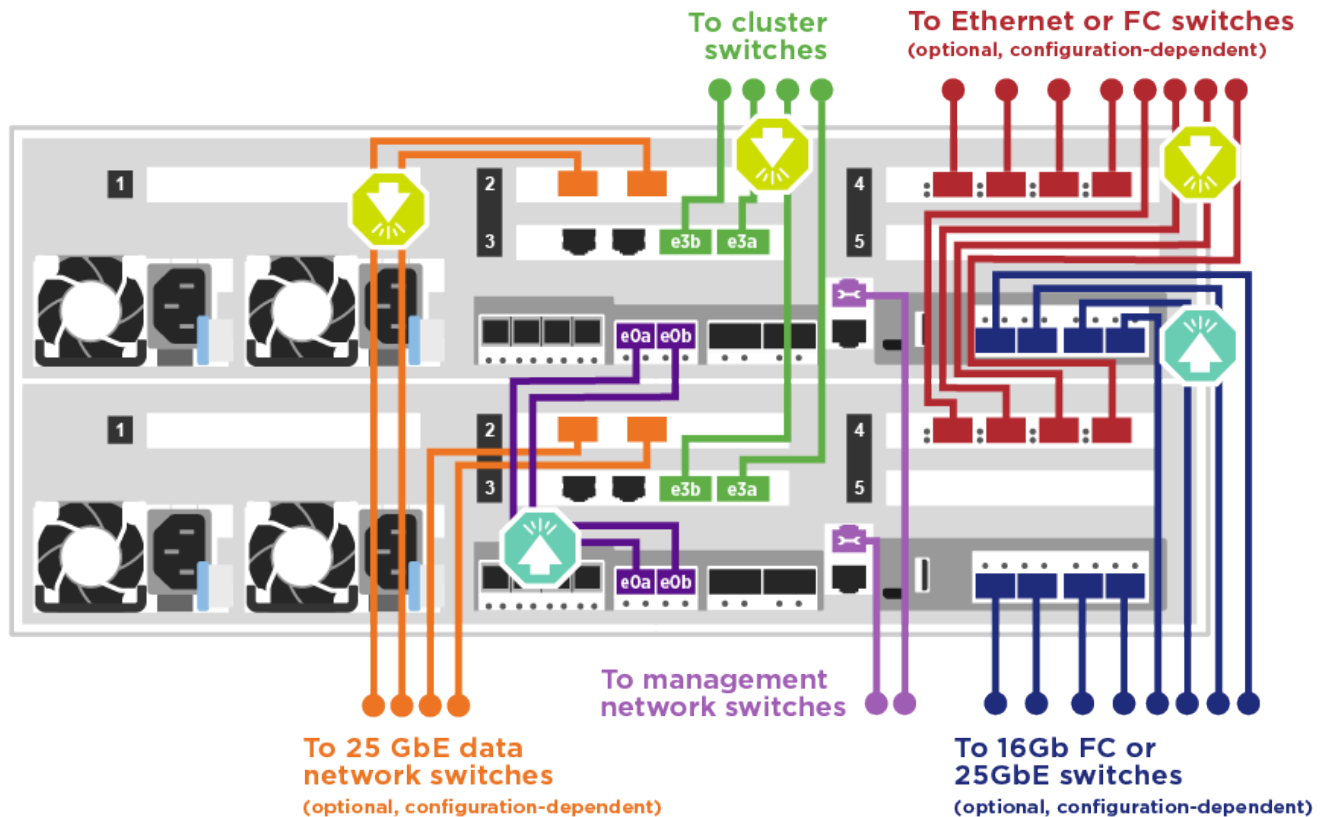 To cluster
switches
To Ethernet or FC switches
(optional, configuration-dependent)
1
2
4
3
e3b
e3a
5
e0a
e0b
1
2
4
3
e3b
e3a
5
e0a
e0b
To management
network switches
To 25 GbE data
network switches
(optional, configuration-dependent)
To 16Gb FC or
25GbE switches
(optional, configuration-dependent)